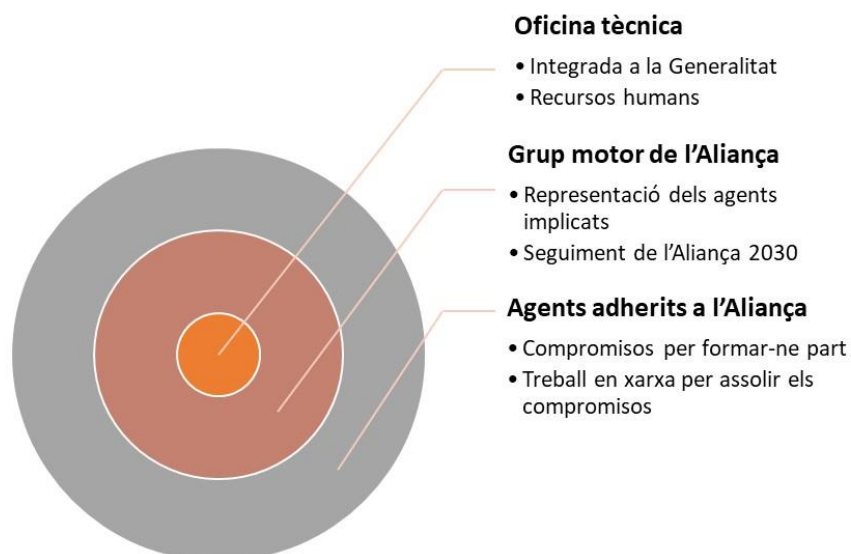 Oficina tècnica
• Integrada a la Generalitat
• Recursos humans
Grup motor de l’Aliança
• Representació dels agents
implicats
• Seguiment de l’Aliança 2030
Agents adherits a l’Aliança
• Compromisos per formar-ne part
• Treball en xarxa per assolir els
compromisos